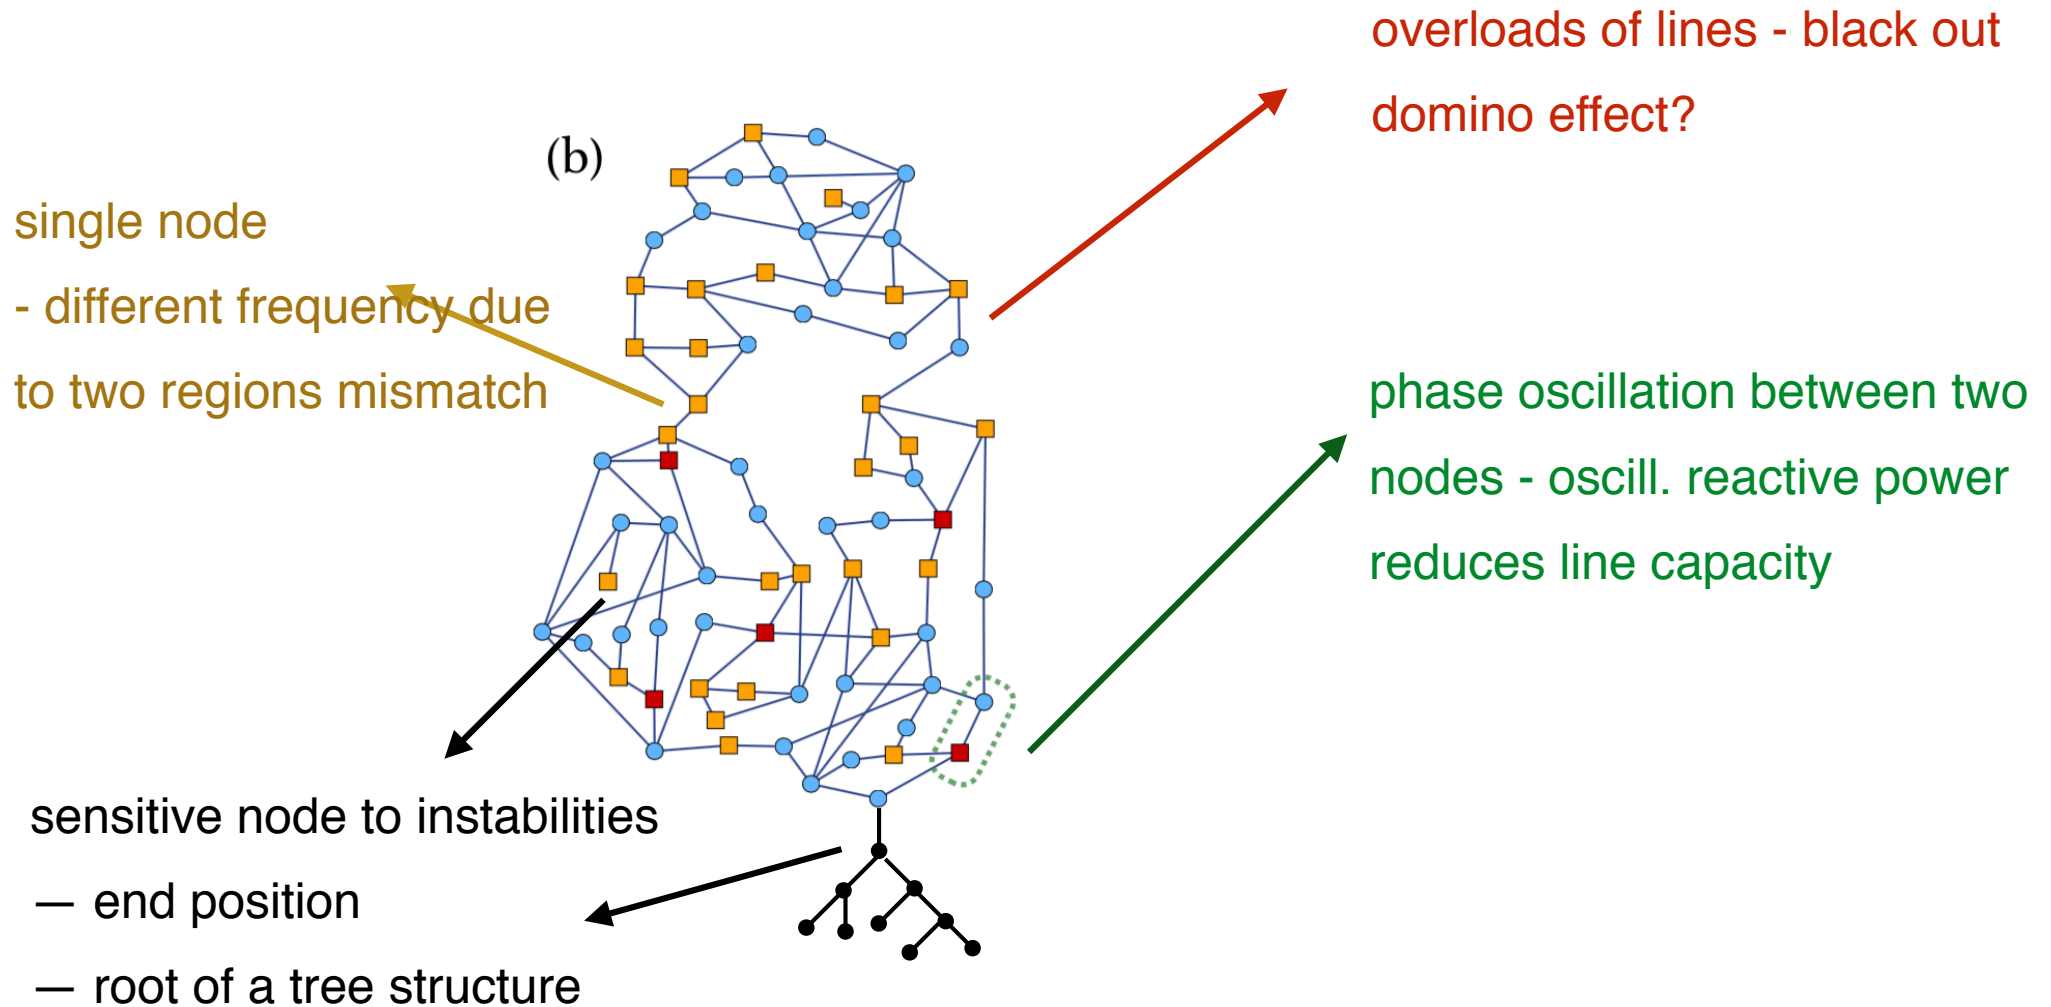 overloads of lines - black out
domino effect?
(b)
single node
- different frequency due
to two regions mismatch
phase oscillation between two
nodes - oscill. reactive power
reduces line capacity
sensitive node to instabilities
— end position
— root of a tree structure